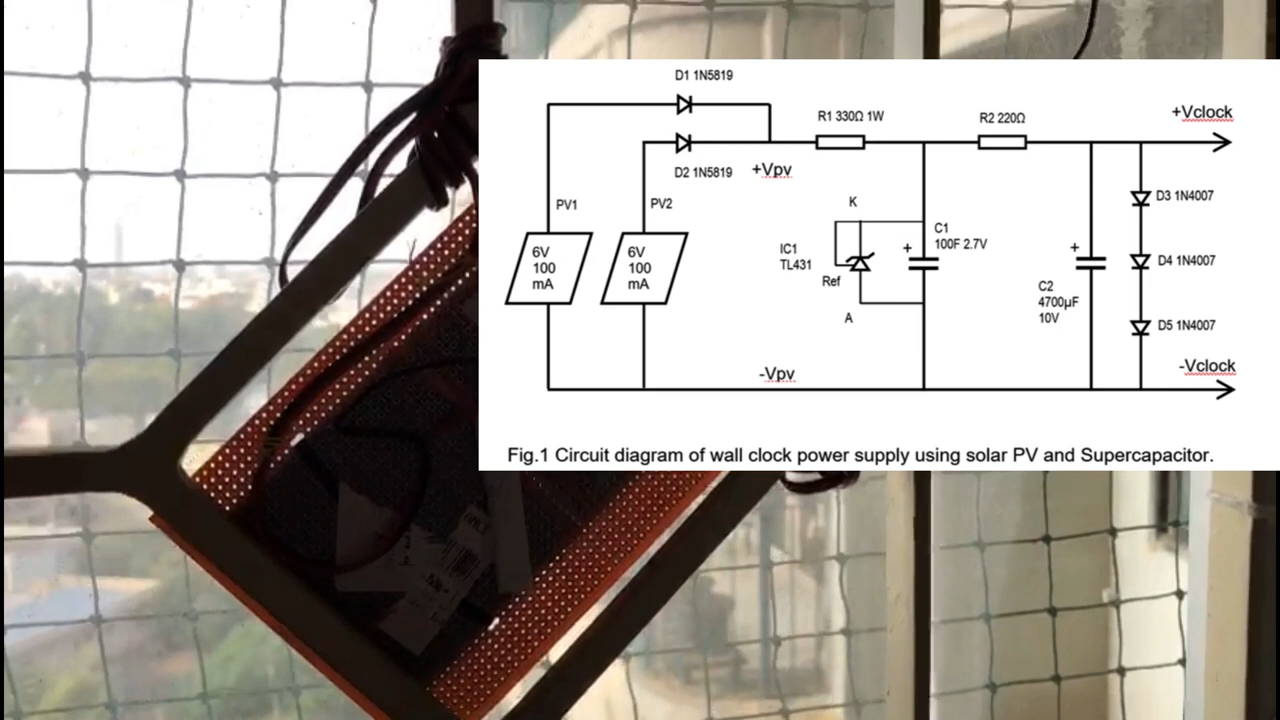 D1 1N5819
R1 330Ω 1W
R2 220Ω
+Vclock
D2 1N5819
+Vpv
PV1
PV2
K
D3 1N4007
6V
100
mA
6V
100
mA
IC1
TL431
Ref
A
+
C1
100F 2.7V
+
C2
4700µF
10V
D4 1N4007
D5 1N4007
-Vpv
-Vclock
Fig.1 Circuit diagram of wall clock power supply using solar PV and Supercapacitor.